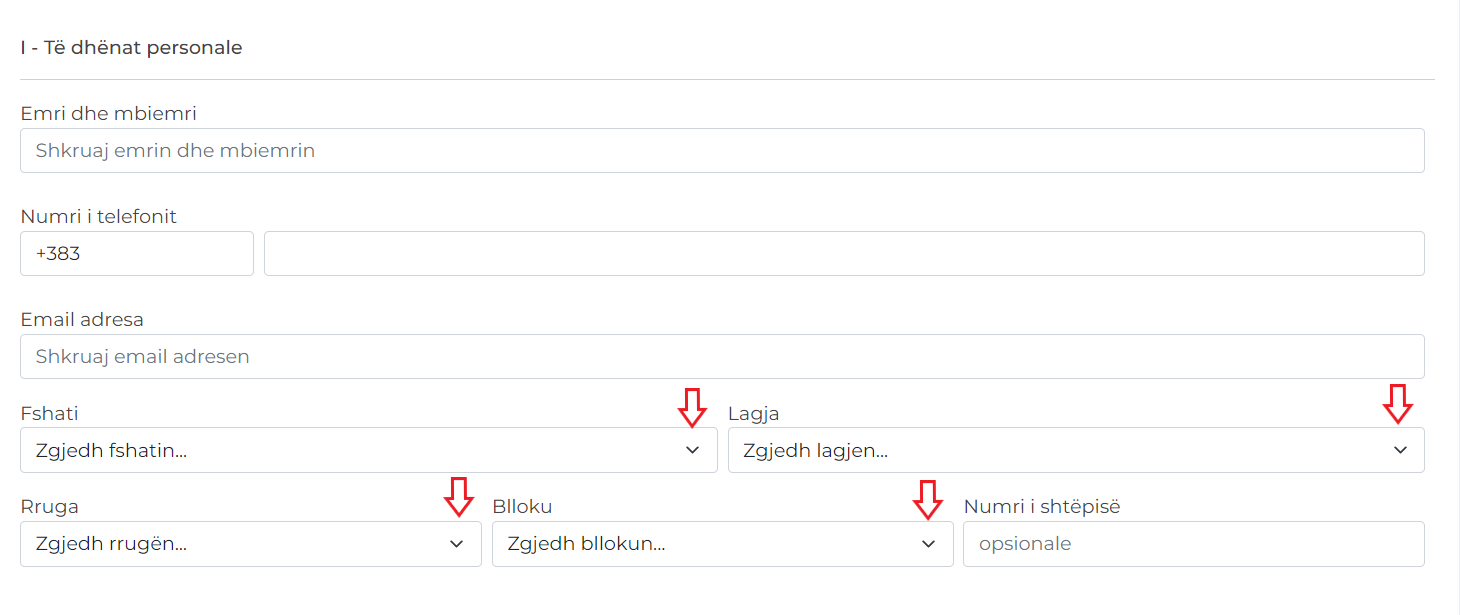 I - Të dhënat personale
Emri dhe mbiemri
Shkruaj emrin dhe mbiemrin
Numri i telefonit
+383
Email adresa
Shkruaj email adresen
Fshati
Lagja
Zgjedh fshatin...
Zgjedh lagjen...
Rruga
Blloku
Numri i shtëpisë
Zgjedh rrugën...
Zgjedh bllokun...
opsionale